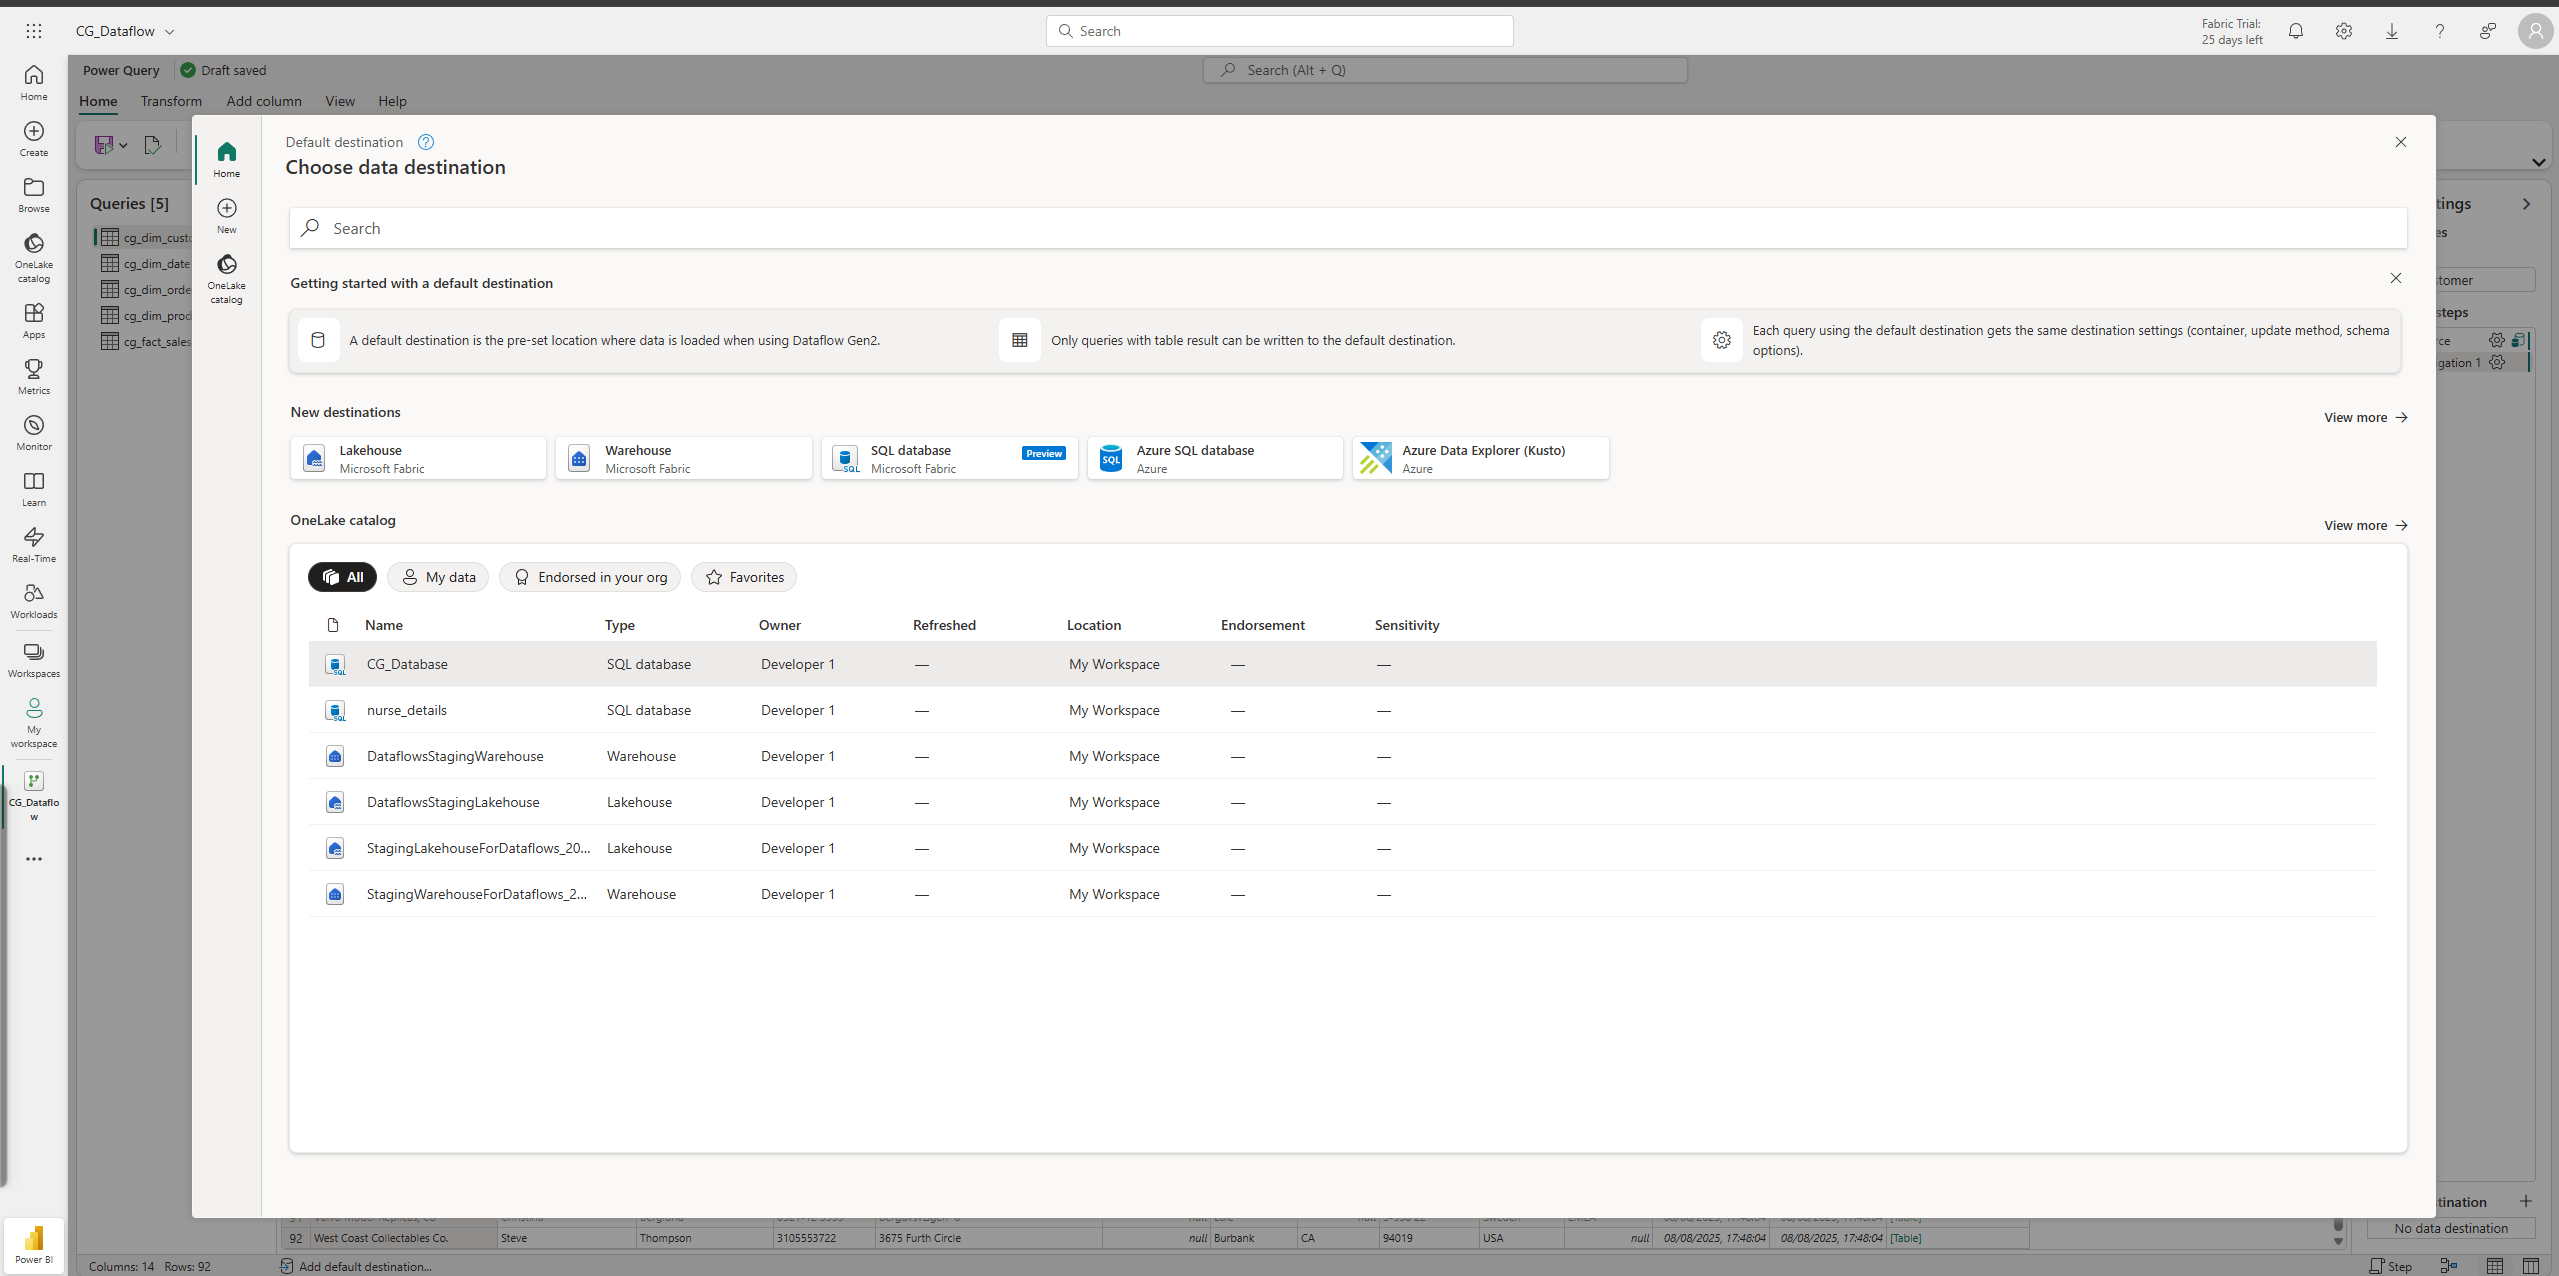 CG_Dataflow
Search
Fabric Trial:
25 days left
Home
Create
Browse
OneLake
catalog
Apps
Metrics
Monitor
Learn
Real-Time
Workloads
Workspaces
My
workspace
CG_Dataflo
w
Power BI
Power Query
Draft saved
Search (Alt + Q)
Home Transform Add column View Help
Queries [5]
cg_dim_cust
cg_dim_date
cg_dim_orde
cg_dim_prod
cg_fact_sales
Home
New
OneLake
catalog
Default destination
Choose data destination
Search
Getting started with a default destination
A default destination is the pre-set location where data is loaded when using Dataflow Gen2.
Only queries with table result can be written to the default destination.
Each query using the default destination gets the same destination settings (container, update method, schema
options).
New destinations
View more
Lakehouse
Microsoft Fabric
Warehouse
Microsoft Fabric
SQL database
Microsoft Fabric
Preview
SQL
Azure SQL database
Azure
Azure Data Explorer (Kusto)
Azure
OneLake catalog
View more
All My data Endorsed in your org Favorites
Name Type Owner Refreshed Location Endorsement Sensitivity
CG_Database SQL database Developer 1 — My Workspace — —
nurse_details SQL database Developer 1 — My Workspace — —
DataflowsStagingWarehouse Warehouse Developer 1 — My Workspace — —
DataflowsStagingLakehouse Lakehouse Developer 1 — My Workspace — —
StagingLakehouseForDataflows_20... Lakehouse Developer 1 — My Workspace — —
StagingWarehouseForDataflows_2... Warehouse Developer 1 — My Workspace — —
tings
es
tomer
steps
rce
gation 1
tination
No data destination
92 West Coast Collectables Co. Steve Thompson 3105553722 3675 Furth Circle null Burbank CA 94019 USA null 08/08/2025, 17:48:04 08/08/2025, 17:48:04 [Table]
Columns: 14 Rows: 92
Add default destination...
Step